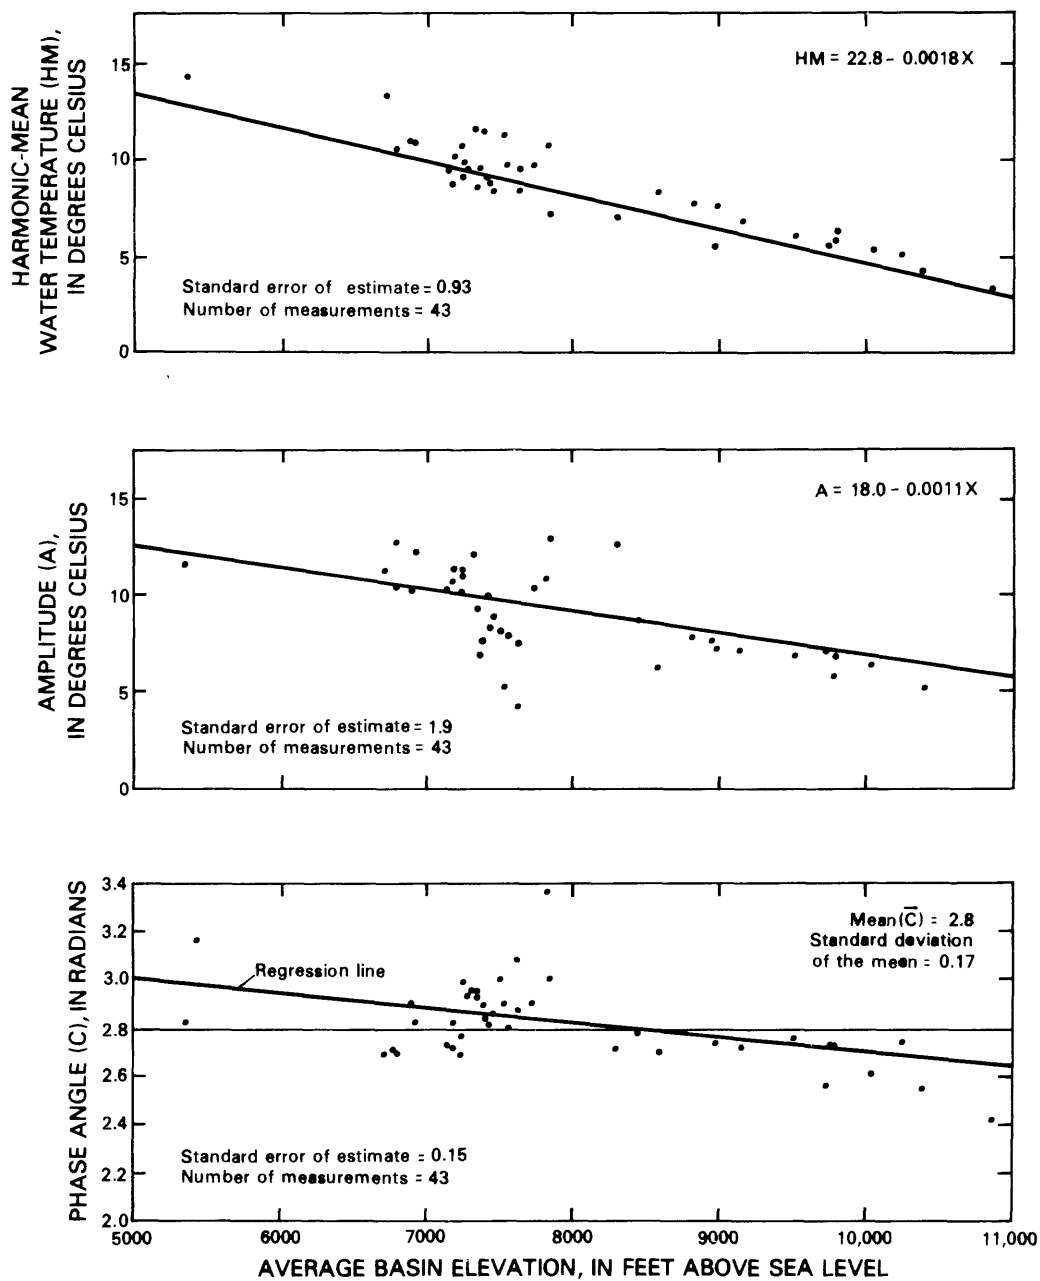 HARMONIC-MEAN
WATER TEMPERATURE (HM),
IN DEGREES CELSIUS
15
10
5
0
HM = 22.8 - 0.0018X
Standard error of estimate = 0.93
Number of measurements = 43
AMPLITUDE (A),
IN DEGREES CELSIUS
15
10
5
0
A = 18.0 - 0.0011X
Standard error of estimate = 1.9
Number of measurements = 43
PHASE ANGLE (C), IN RADIANS
3.4
3.2
3.0
2.8
2.6
2.4
2.2
2.0
Mean (C̅) = 2.8
Standard deviation
of the mean = 0.17
Regression line
Standard error of estimate = 0.15
Number of measurements = 43
5000 6000 7000 8000 9000 10,000 11,000
AVERAGE BASIN ELEVATION, IN FEET ABOVE SEA LEVEL